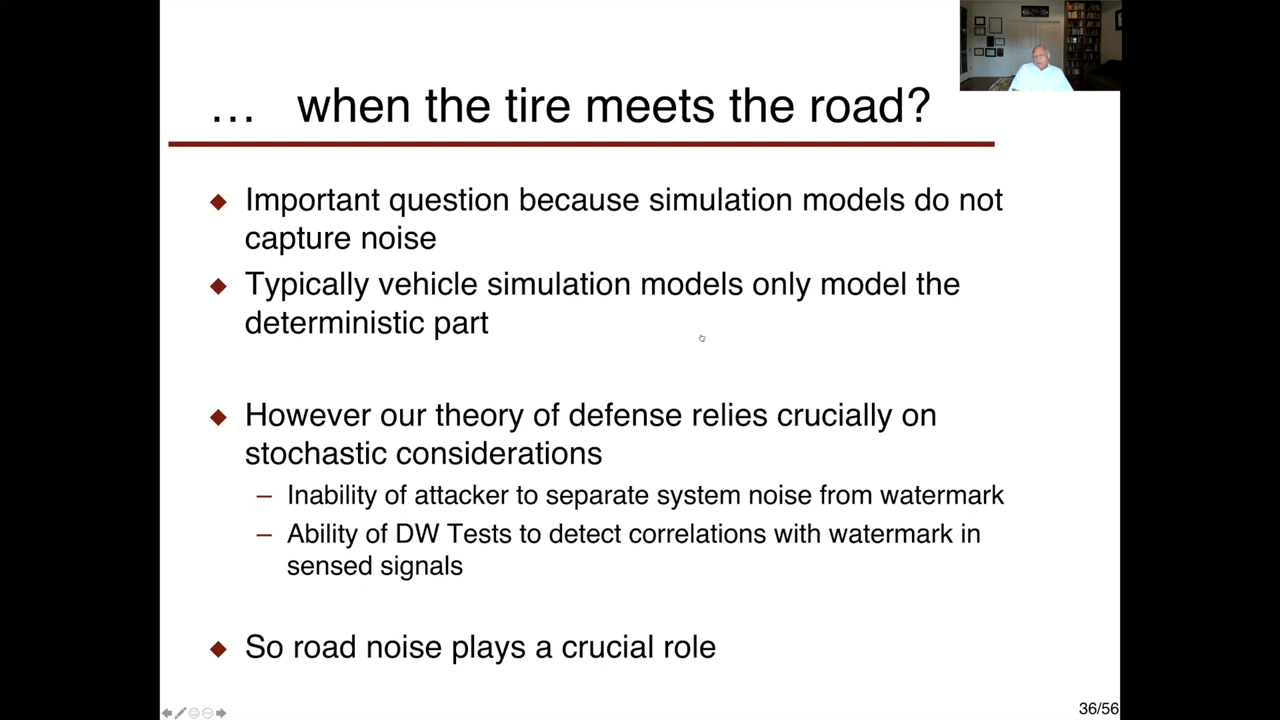 … when the tire meets the road?
Important question because simulation models do not
capture noise
Typically vehicle simulation models only model the
deterministic part
However our theory of defense relies crucially on
stochastic considerations
– Inability of attacker to separate system noise from watermark
– Ability of DW Tests to detect correlations with watermark in
sensed signals
So road noise plays a crucial role
36/56